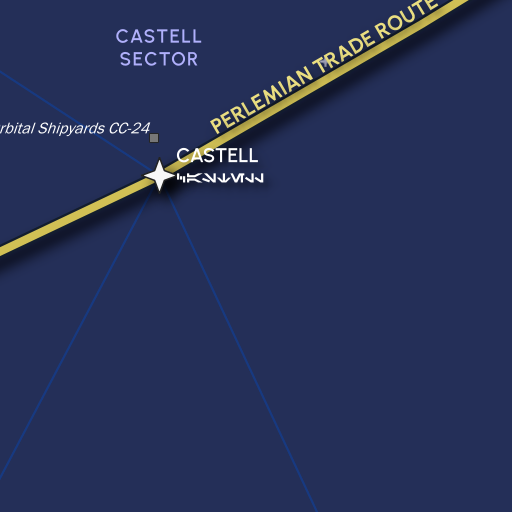 CASTELL
SECTOR
PERLEMIAN TRADE ROUTE
rbital Shipyards CC-24
CASTELL